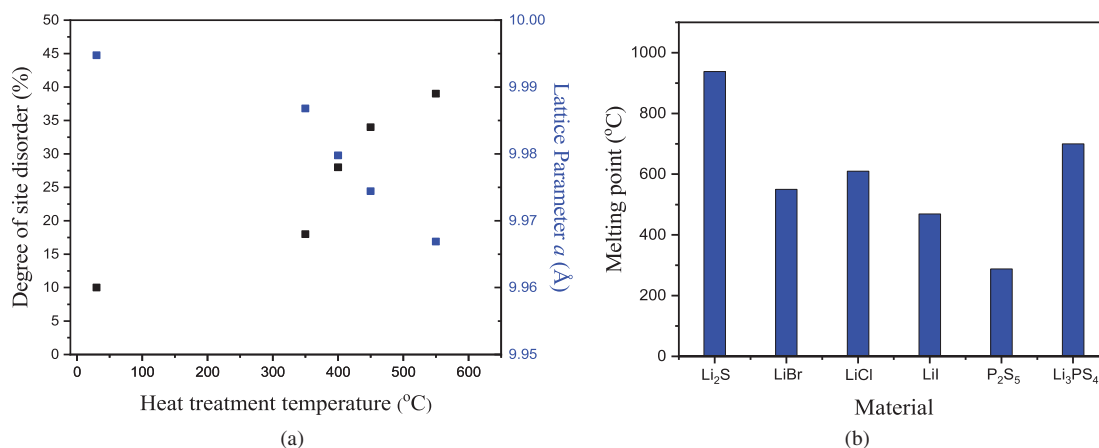 50
45
40
35
30
25
20
15
10
5
0
Degree of site disorder (%)
10.00
9.99
9.98
9.97
9.96
9.95
Lattice Parameter a (Å)
0 100 200 300 400 500 600
Heat treatment temperature (°C)
(a)
1000
800
600
400
200
0
Melting point (°C)
Li₂S LiBr LiCl LiI P₂S₅ Li₃PS₄
Material
(b)